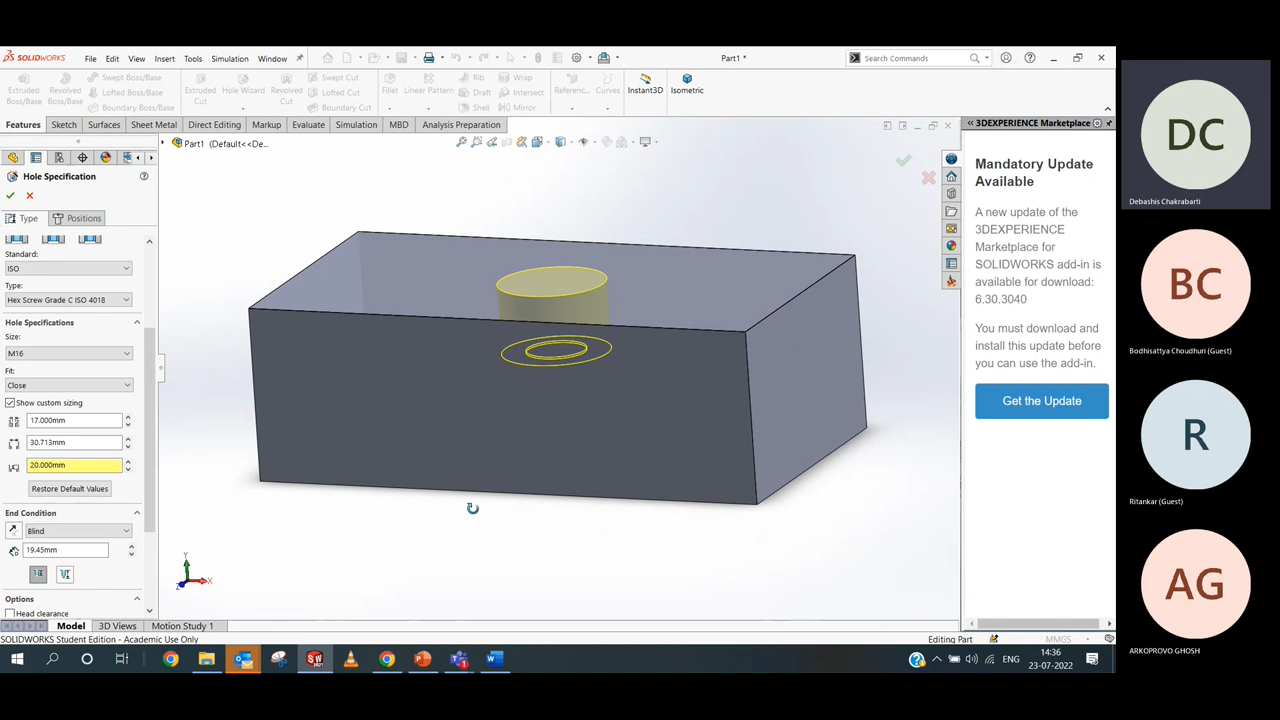 SOLIDWORKS
File Edit View Insert Tools Simulation Window
Part1 *
Search Commands
Extruded Boss/Base
Revolved Boss/Base
Swept Boss/Base
Lofted Boss/Base
Boundary Boss/Base
Extruded Cut
Hole Wizard
Revolved Cut
Swept Cut
Lofted Cut
Boundary Cut
Fillet
Linear Pattern
Rib
Draft
Shell
Wrap
Intersect
Mirror
Referenc...
Curves
Instant3D
Isometric
Features Sketch Surfaces Sheet Metal Direct Editing Markup Evaluate Simulation MBD Analysis Preparation
Part1 (Default<<De...
Hole Specification
Type Positions
Standard:
ISO
Type:
Hex Screw Grade C ISO 4018
Hole Specifications
Size:
M16
Fit:
Close
Show custom sizing
17.000mm
30.713mm
20.000mm
Restore Default Values
End Condition
Blind
19.45mm
Options
Head clearance
Y
X
Z
Model 3D Views Motion Study 1
SOLIDWORKS Student Edition - Academic Use Only
Editing Part
MMGS
3DEXPERIENCE Marketplace
Mandatory Update
Available
A new update of the
3DEXPERIENCE
Marketplace for
SOLIDWORKS add-in is
available for download:
6.30.3040
You must download and
install this update before
you can use the add-in.
Get the Update
ENG
14:36
23-07-2022
DC
Debashis Chakrabarti
BC
Bodhisattya Choudhuri (Guest)
R
Ritankar (Guest)
AG
ARKOPROVO GHOSH